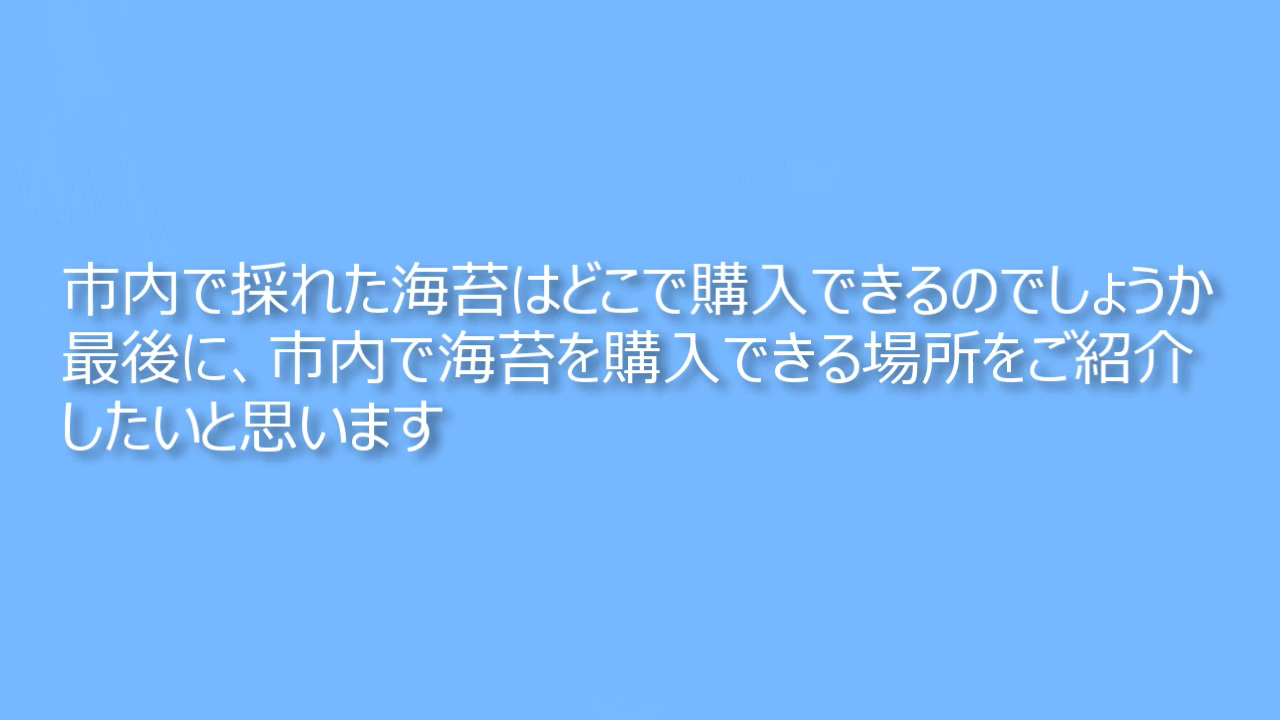 市内で採れた海苔はどこで購入できるのでしょうか
最後に、市内で海苔を購入できる場所をご紹介
したいと思います